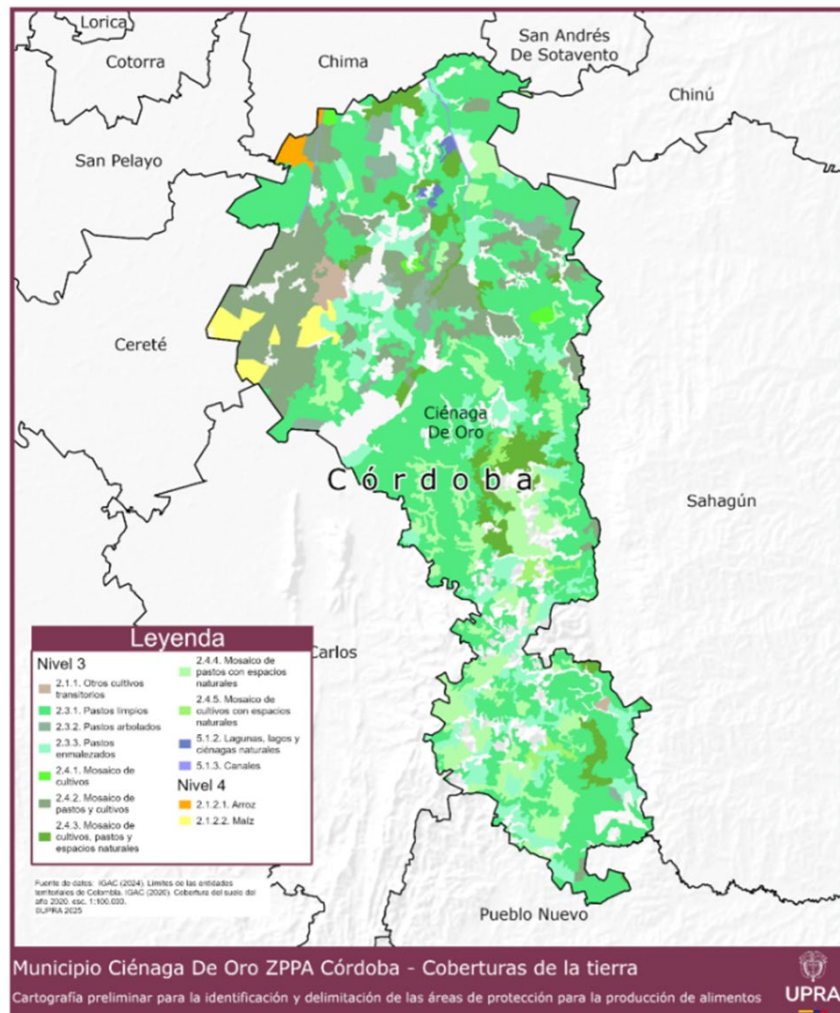 Lorica
Cotorra
Chima
San Andrés
De Sotavento
Chinú
San Pelayo
Cereté
Ciénaga
De Oro
Córdoba
Sahagún
Carlos
Pueblo Nuevo
Leyenda
Nivel 3
2.1.1. Otros cultivos
transitorios
2.3.1. Pastos limpios
2.3.2. Pastos arbolados
2.3.3. Pastos
enmalezados
2.4.1. Mosaico de
cultivos
2.4.2. Mosaico de
pastos y cultivos
2.4.3. Mosaico de
cultivos, pastos y
espacios naturales
2.4.4. Mosaico de
pastos con espacios
naturales
2.4.5. Mosaico de
cultivos con espacios
naturales
5.1.2. Lagunas, lagos y
ciénagas naturales
5.1.3. Canales
Nivel 4
2.1.2.1. Arroz
2.1.2.2. Maíz
Fuente de datos: IGAC (2024). Límites de las entidades
territoriales de Colombia. IGAC (2020). Cobertura del suelo del
año 2020. esc. 1:100.000.
©UPRA 2025
Municipio Ciénaga De Oro ZPPA Córdoba - Coberturas de la tierra
Cartografía preliminar para la identificación y delimitación de las áreas de protección para la producción de alimentos
UPRA